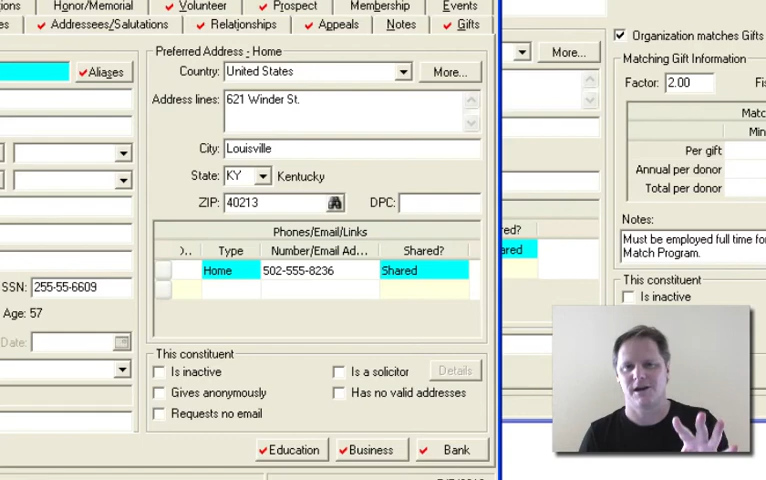 Honor/Memorial Volunteer Prospect Membership Events
Addressees/Salutations Relationships Appeals Notes Gifts
Preferred Address - Home
Aliases
Country: United States More...
Address lines: 621 Winder St.
City: Louisville
State: KY Kentucky
ZIP: 40213 DPC:
Phones/Email/Links
Type Number/Email Ad... Shared?
Home 502-555-8236 Shared
SSN: 255-55-6609
Age: 57
Date:
This constituent
Is inactive Is a solicitor Details
Gives anonymously Has no valid addresses
Requests no email
Education Business Bank
More...
Organization matches Gifts
Matching Gift Information
Factor: 2.00
Per gift
Annual per donor
Total per donor
Notes:
Must be employed full time for
Match Program.
This constituent
Is inactive